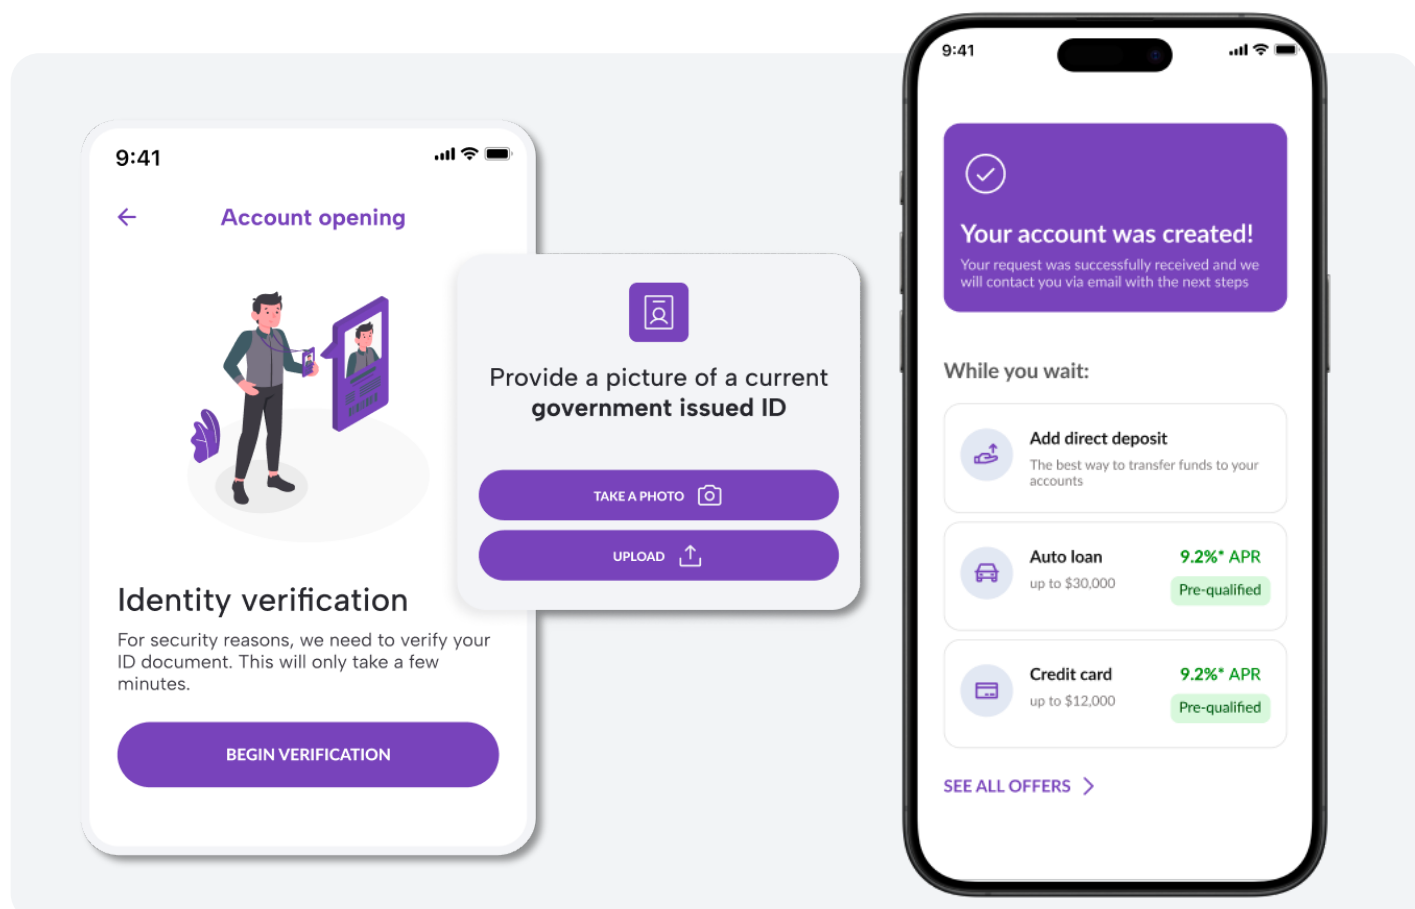 9:41
Account opening
Identity verification
For security reasons, we need to verify your
ID document. This will only take a few
minutes.
BEGIN VERIFICATION
Provide a picture of a current
government issued ID
TAKE A PHOTO
UPLOAD
9:41
Your account was created!
Your request was successfully received and we
will contact you via email with the next steps
While you wait:
Add direct deposit
The best way to transfer funds to your
accounts
Auto loan
9.2%* APR
up to $30,000
Pre-qualified
Credit card
9.2%* APR
up to $12,000
Pre-qualified
SEE ALL OFFERS